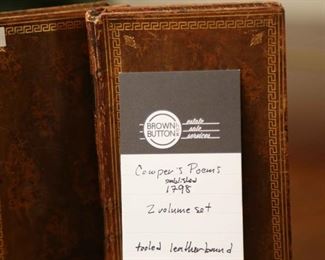 BROWN
BUTTON
estate
sale
services
Cowper's Poems
published
1798
2 volume set
tooled leatherbound